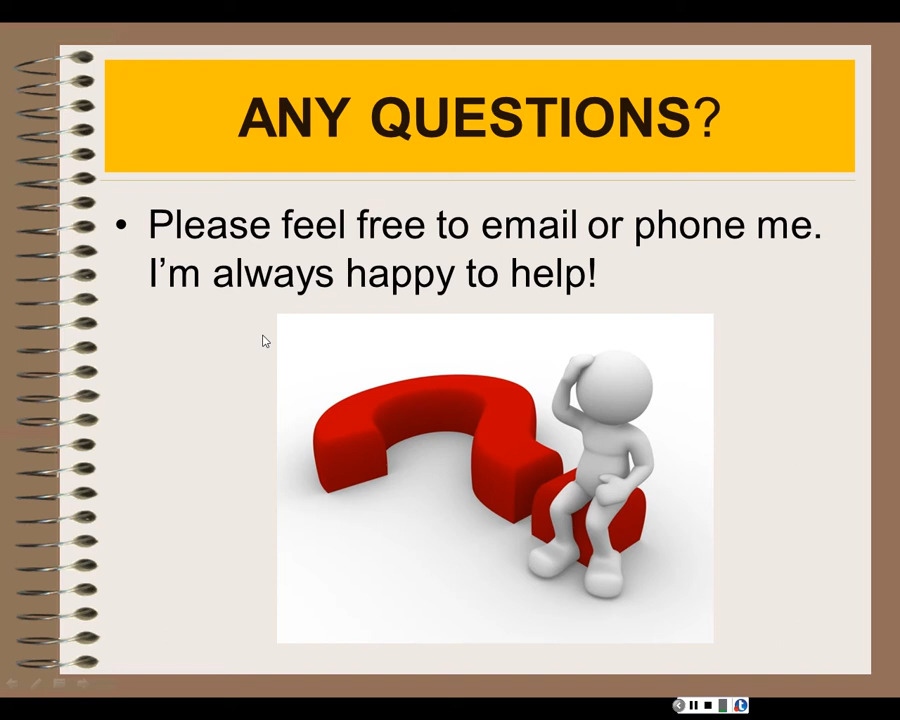 ANY QUESTIONS?
• Please feel free to email or phone me.
I'm always happy to help!